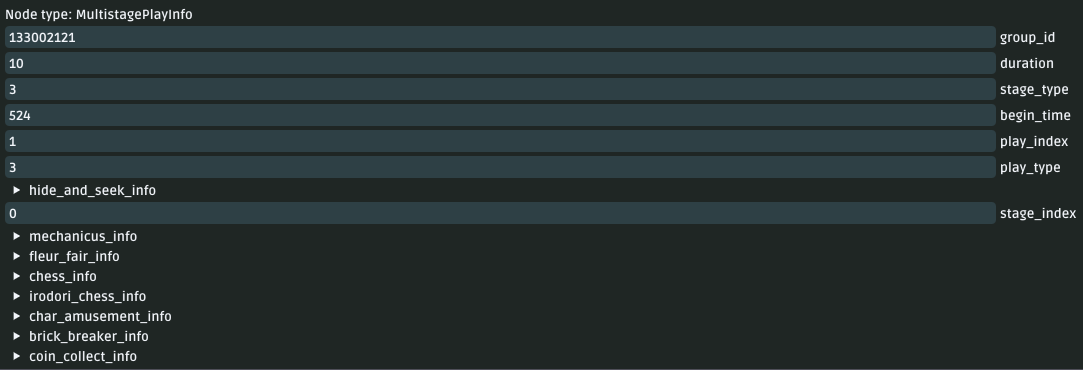 Node type: MultistagePlayInfo
133002121 group_id
10 duration
3 stage_type
524 begin_time
1 play_index
3 play_type
hide_and_seek_info
0 stage_index
mechanicus_info
fleur_fair_info
chess_info
irodori_chess_info
char_amusement_info
brick_breaker_info
coin_collect_info